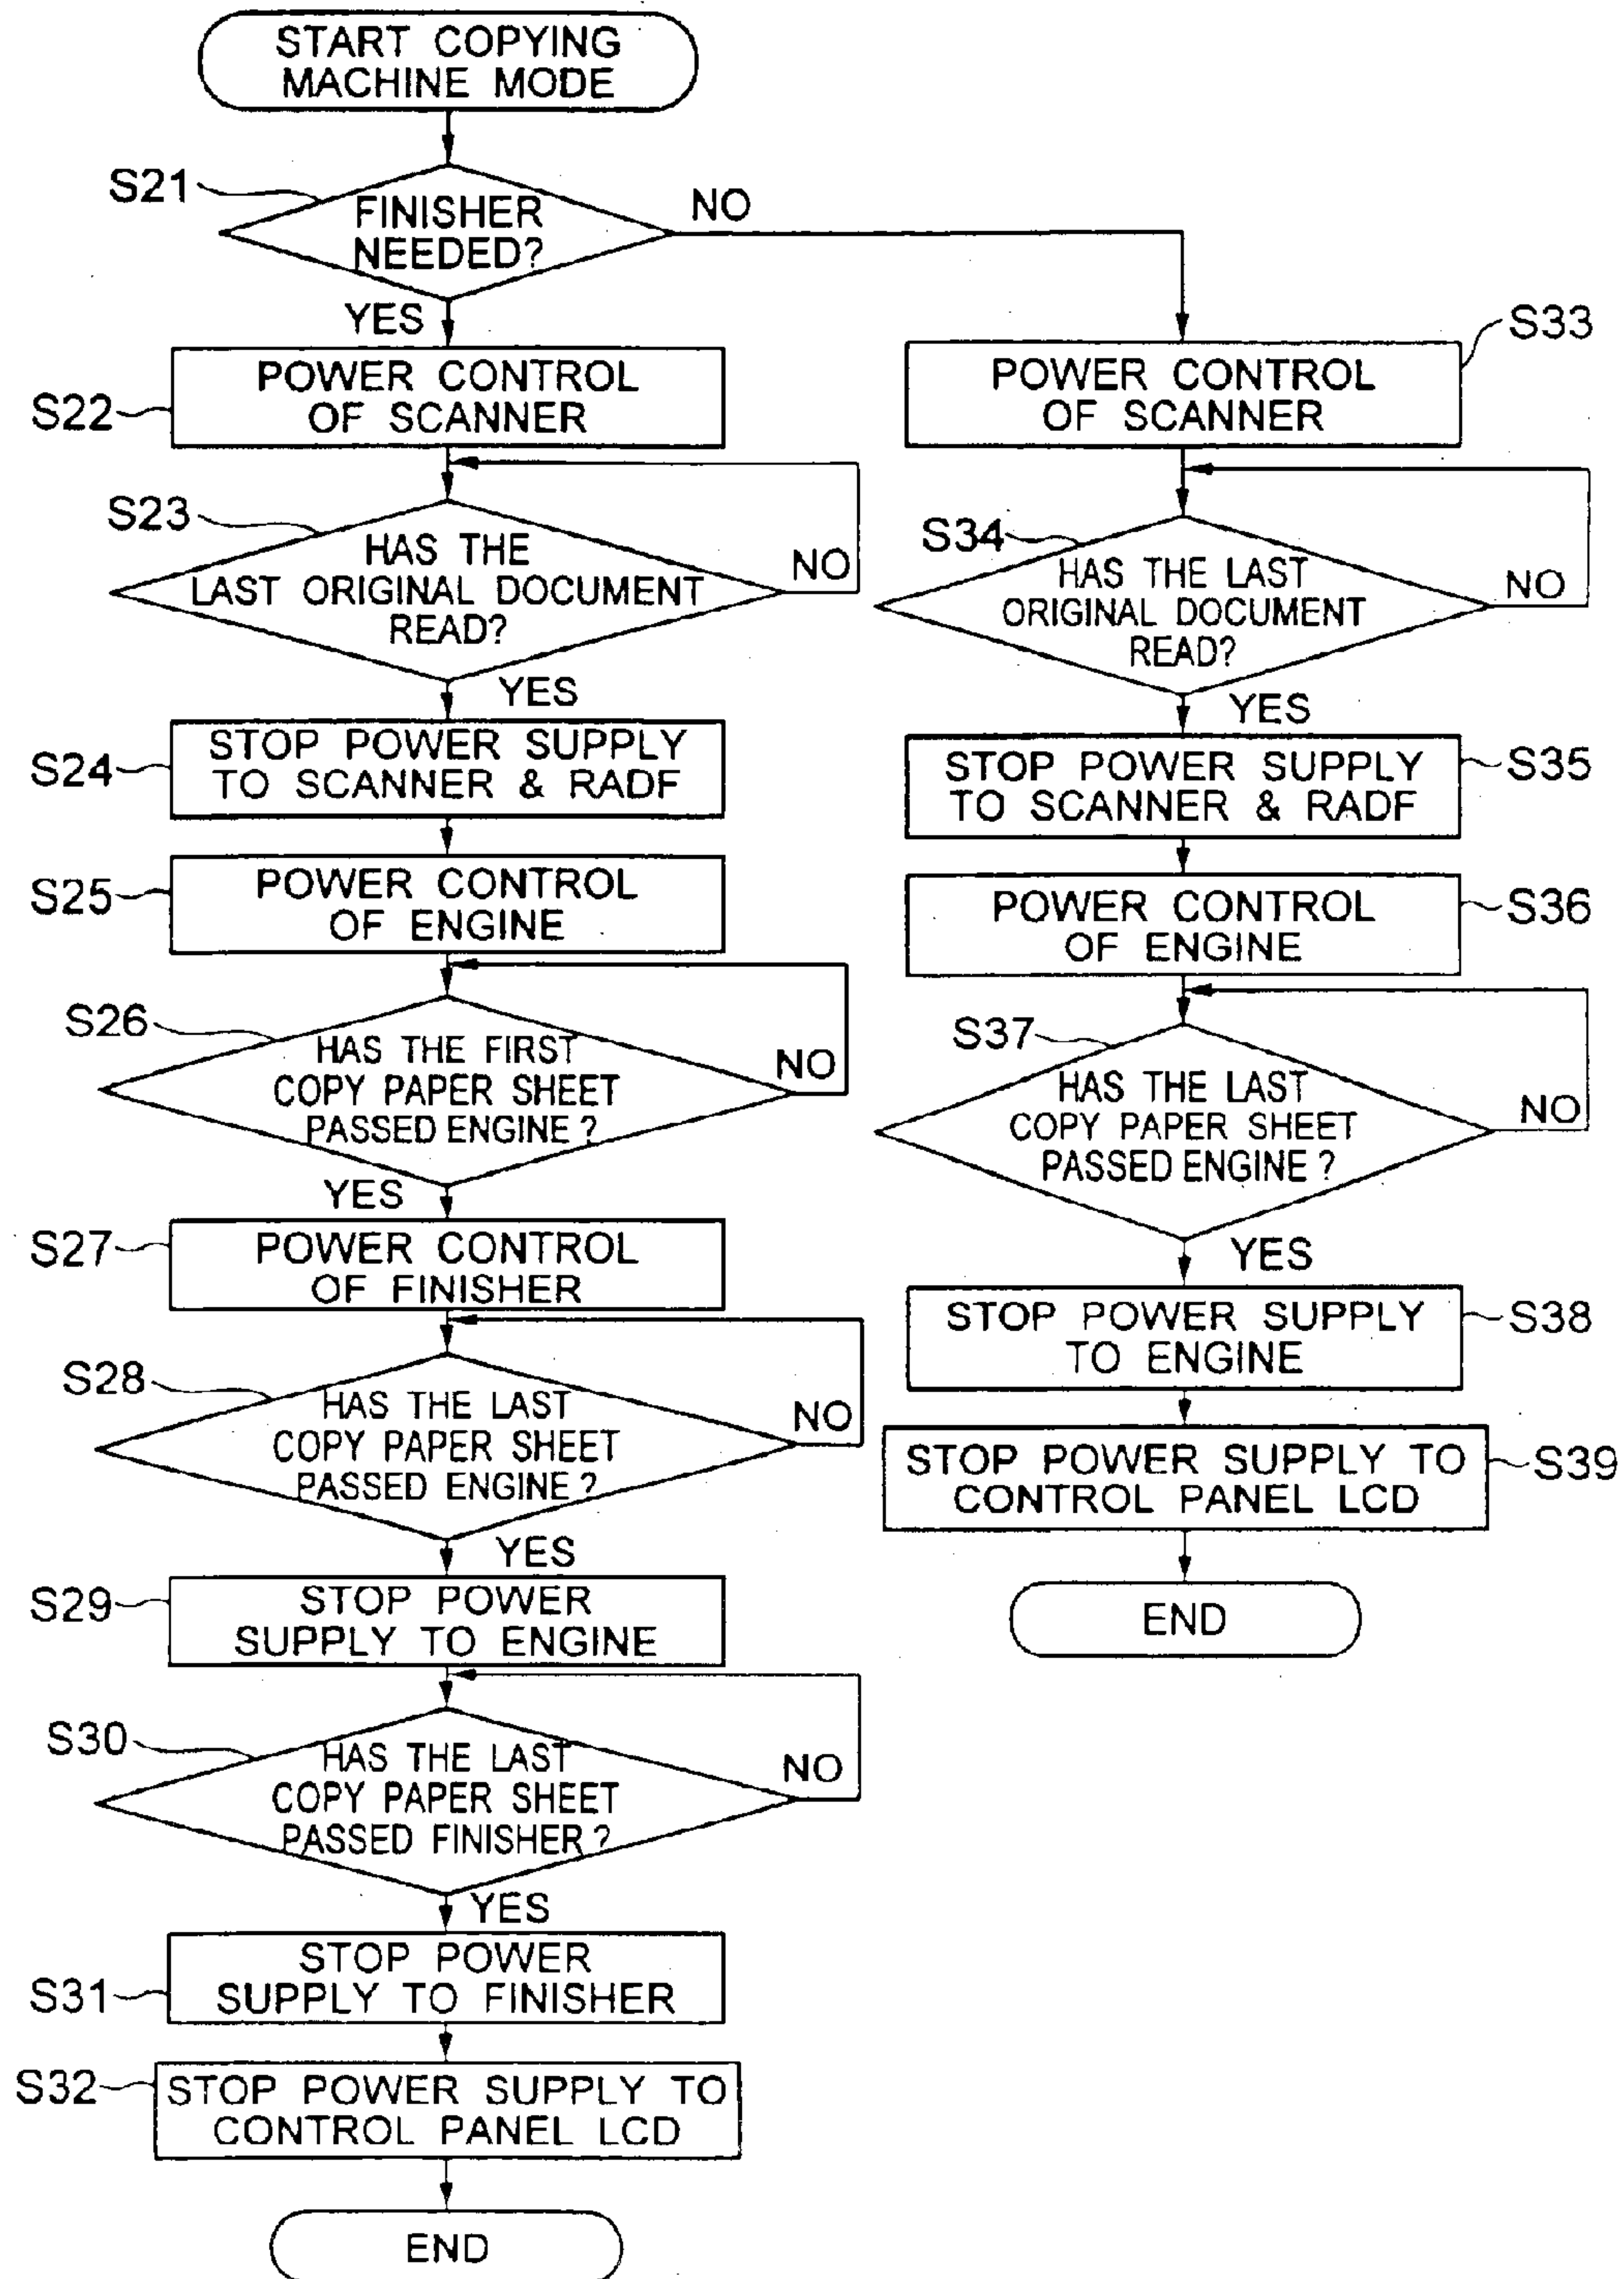 START COPYING
MACHINE MODE
S21
FINISHER
NEEDED?
NO
YES
S22
POWER CONTROL
OF SCANNER
S23
HAS THE
LAST ORIGINAL DOCUMENT
READ?
NO
YES
S24
STOP POWER SUPPLY
TO SCANNER & RADF
S25
POWER CONTROL
OF ENGINE
S26
HAS THE FIRST
COPY PAPER SHEET
PASSED ENGINE?
NO
YES
S27
POWER CONTROL
OF FINISHER
S28
HAS THE LAST
COPY PAPER SHEET
PASSED ENGINE?
NO
YES
S29
STOP POWER
SUPPLY TO ENGINE
S30
HAS THE LAST
COPY PAPER SHEET
PASSED FINISHER?
NO
YES
S31
STOP POWER
SUPPLY TO FINISHER
S32
STOP POWER SUPPLY TO
CONTROL PANEL LCD
END
S33
POWER CONTROL
OF SCANNER
S34
HAS THE LAST
ORIGINAL DOCUMENT
READ?
NO
YES
STOP POWER SUPPLY
TO SCANNER & RADF
S35
POWER CONTROL
OF ENGINE
S36
S37
HAS THE LAST
COPY PAPER SHEET
PASSED ENGINE?
NO
YES
STOP POWER SUPPLY
TO ENGINE
S38
STOP POWER SUPPLY TO
CONTROL PANEL LCD
S39
END